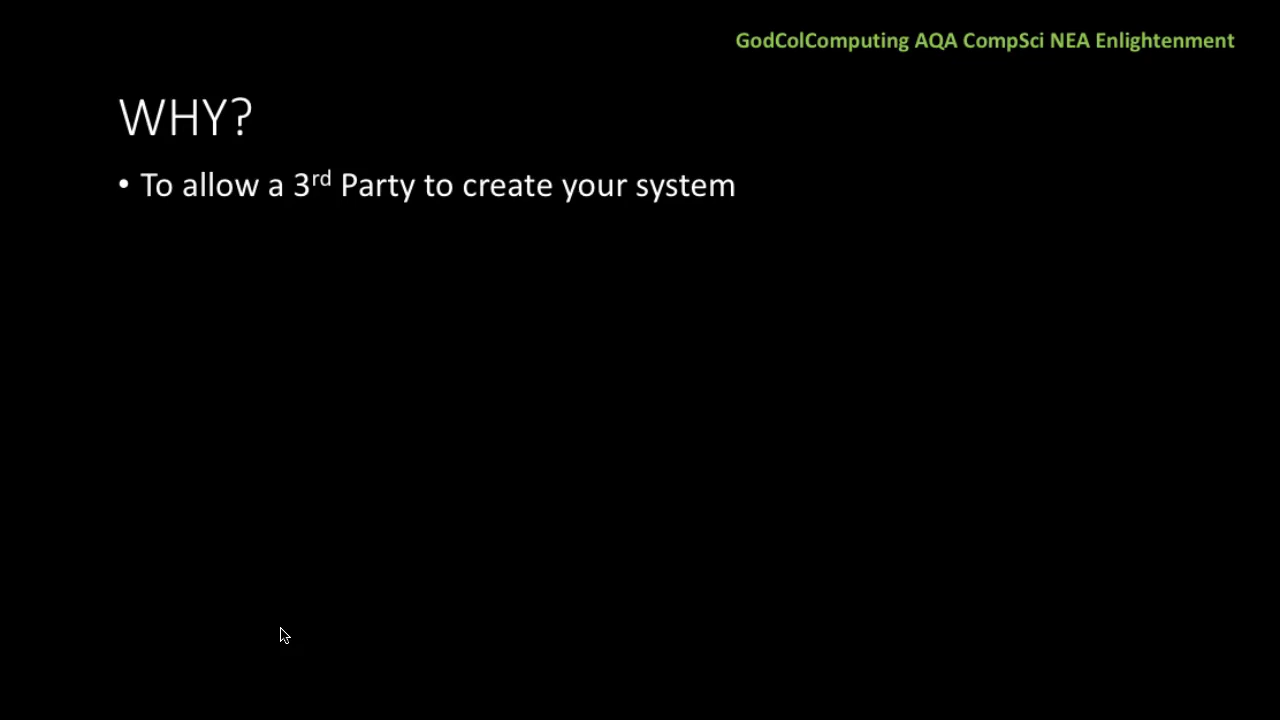 GodColComputing AQA CompSci NEA Enlightenment
WHY?
• To allow a 3rd Party to create your system